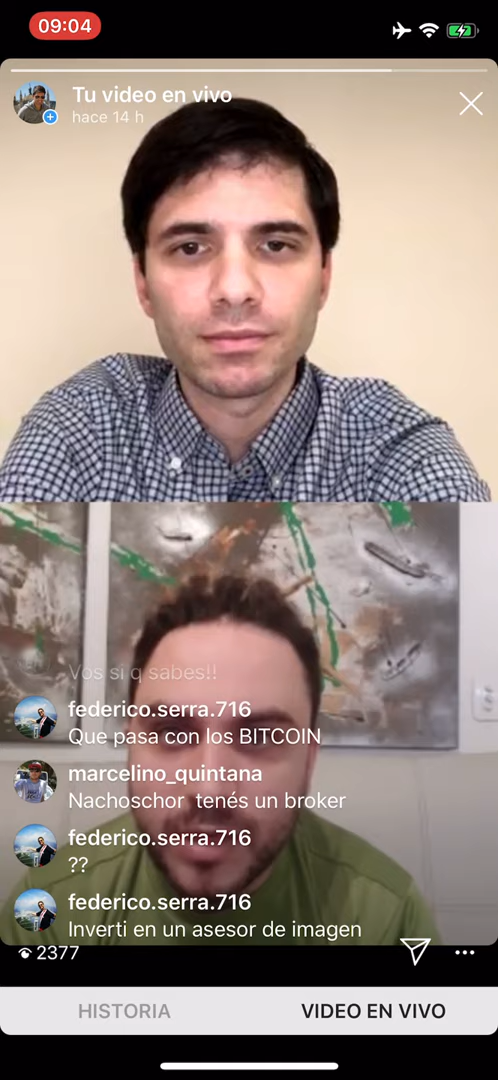 09:04
Tu video en vivo
hace 14 h
Vos si q sabes!!
federico.serra.716
Que pasa con los BITCOIN
marcelino_quintana
Nachoschor tenés un broker
federico.serra.716
??
federico.serra.716
Inverti en un asesor de imagen
2377
HISTORIA
VIDEO EN VIVO